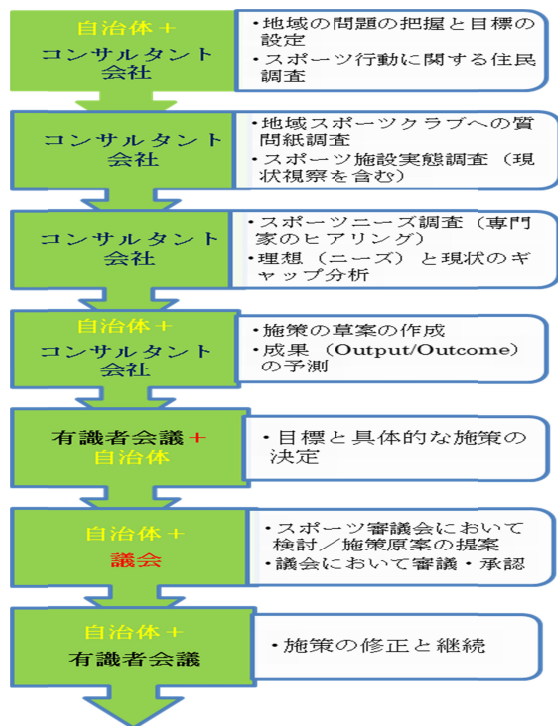 自治体+
コンサルタント
会社
・地域の問題の把握と目標の
設定
・スポーツ行動に関する住民
調査
コンサルタント
会社
・地域スポーツクラブへの質
問紙調査
・スポーツ施設実態調査（現
状視察を含む）
コンサルタント
会社
・スポーツニーズ調査（専門
家のヒアリング）
・理想（ニーズ）と現状のギ
ャップ分析
自治体+
コンサルタント
会社
・施策の草案の作成
・成果（Output/Outcome）
の予測
有識者会議+
自治体
・目標と具体的な施策の
決定
自治体+
議会
・スポーツ審議会において
検討／施策原案の提案
・議会において審議・承認
自治体+
有識者会議
・施策の修正と継続